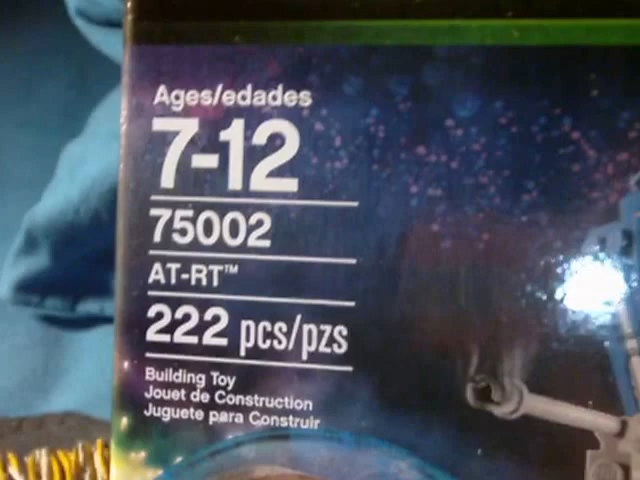 Ages/edades
7-12
75002
AT-RT™
222 pcs/pzs
Building Toy
Jouet de Construction
Juguete para Construir